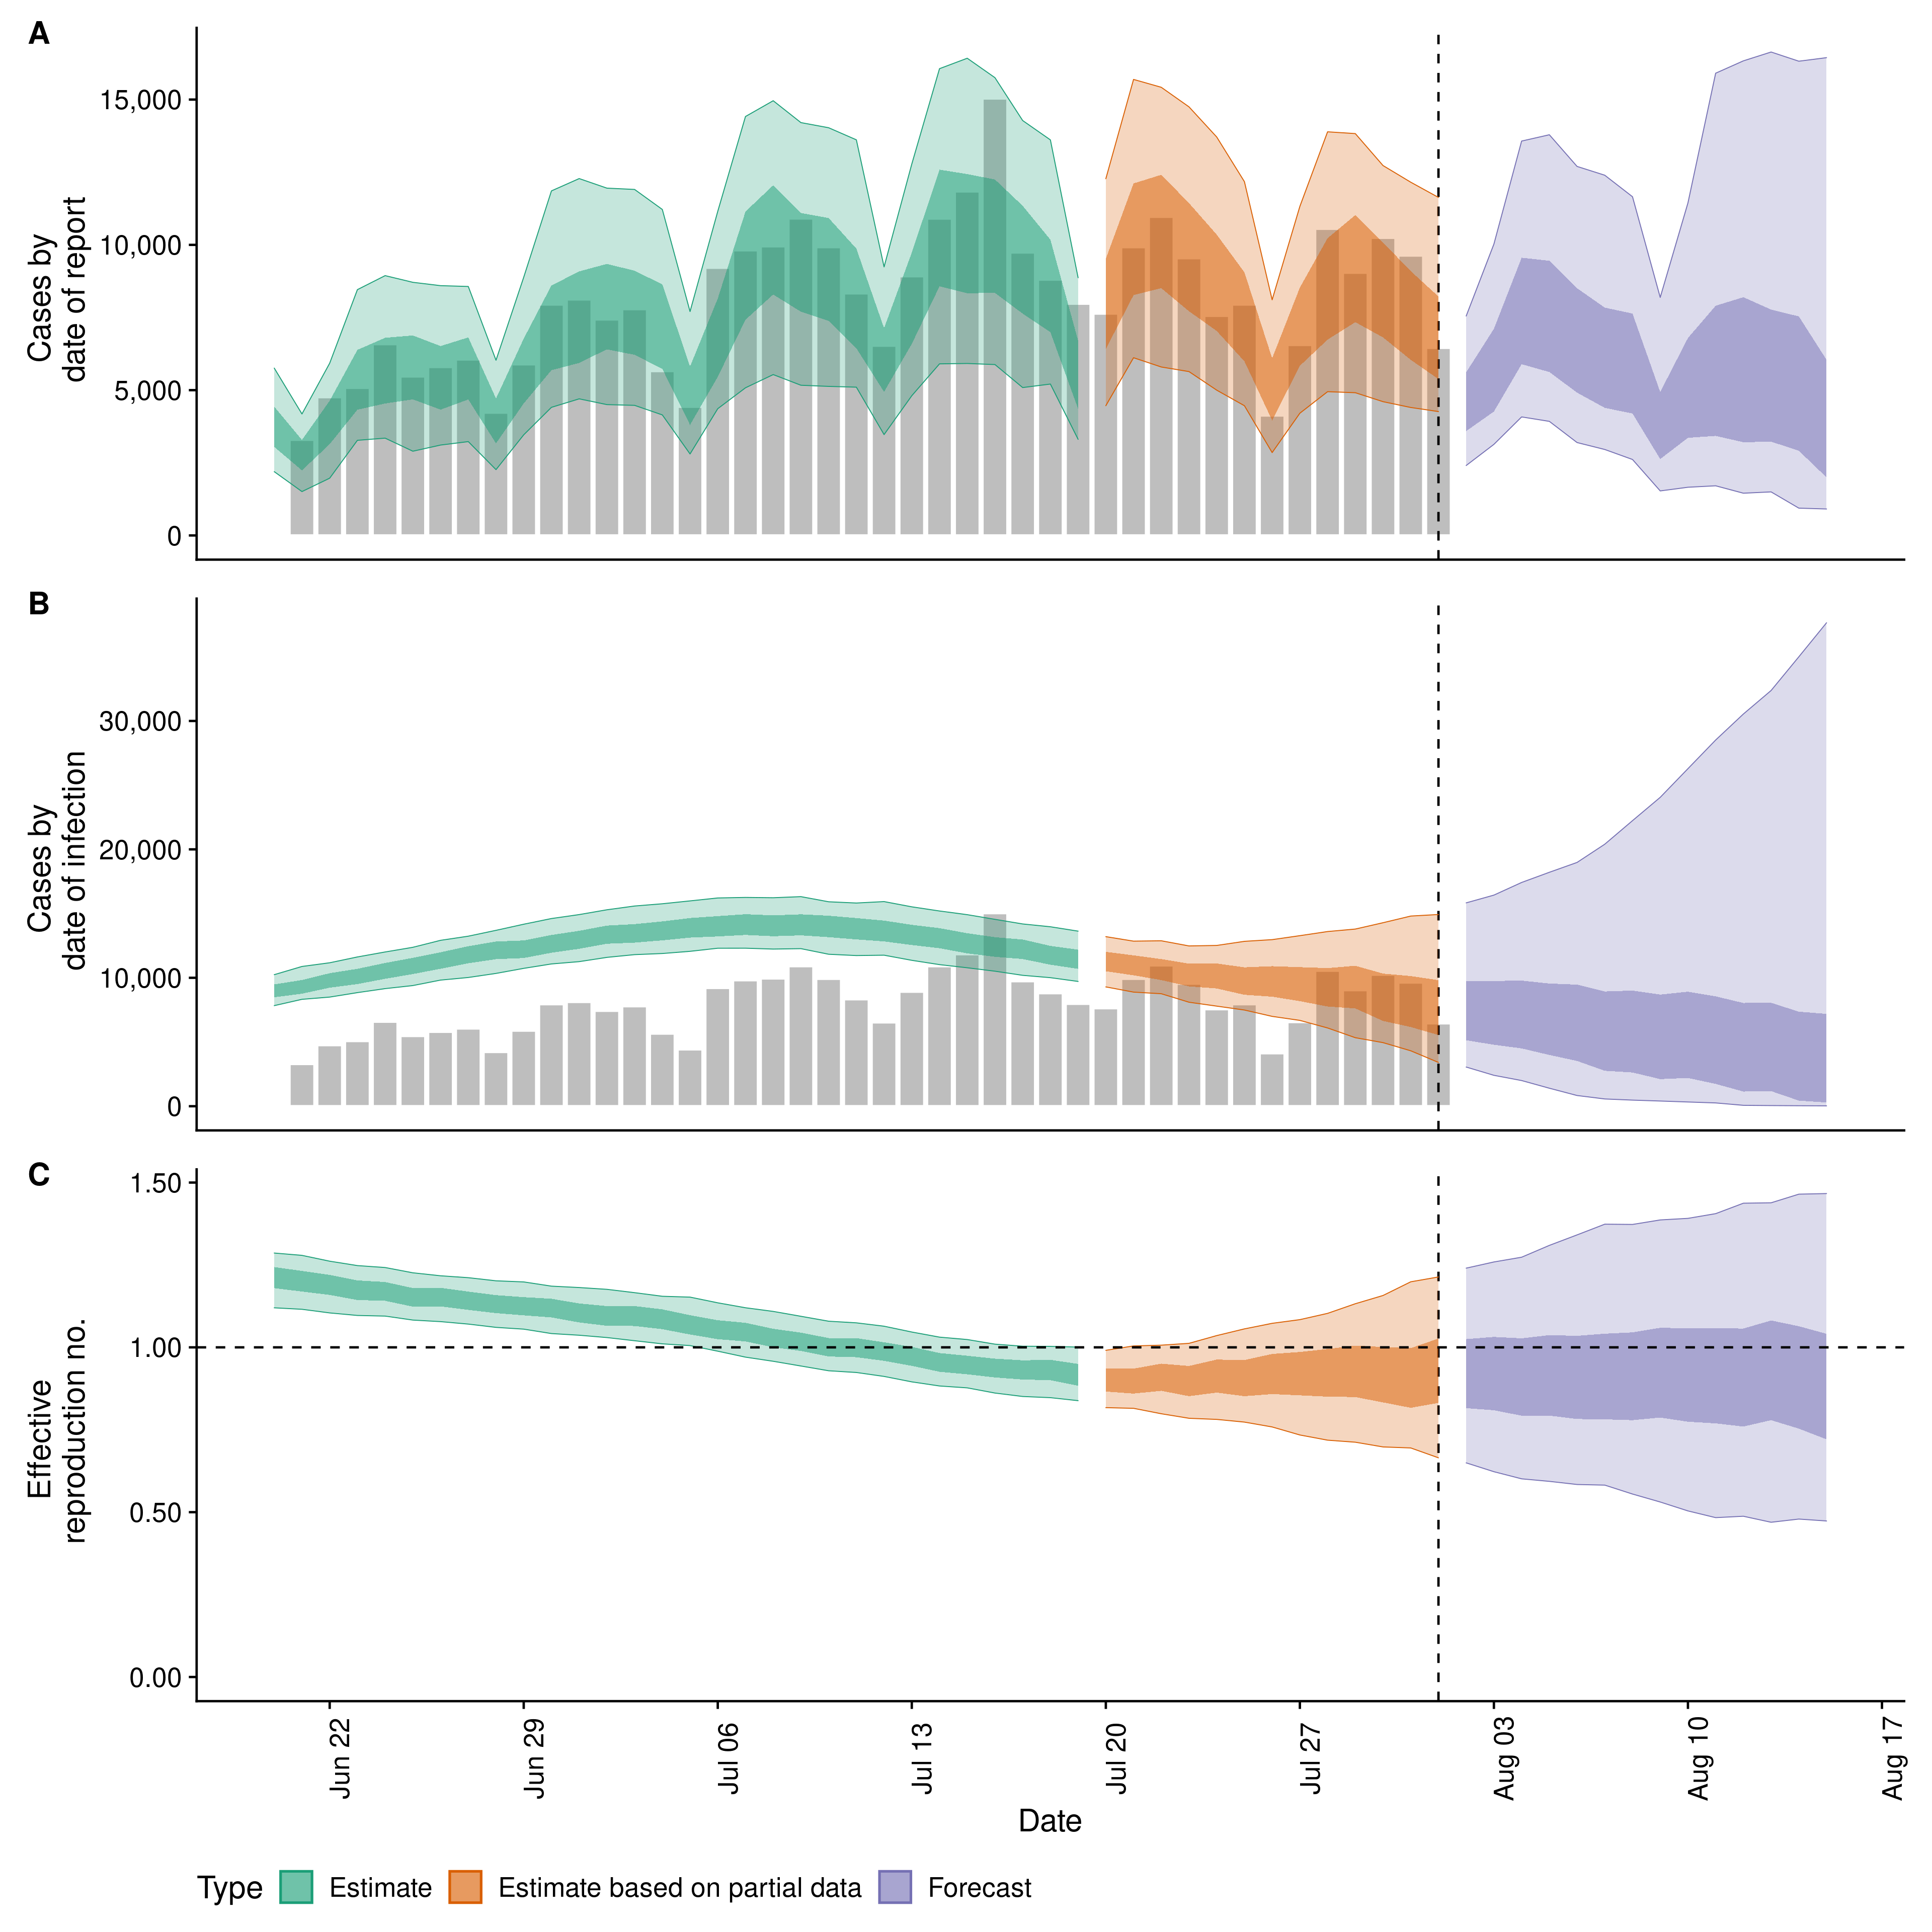 A
Cases by
date of report
15,000
10,000
5,000
0
B
Cases by
date of infection
30,000
20,000
10,000
0
C
Effective
reproduction no.
1.50
1.00
0.50
0.00
Jun 22
Jun 29
Jul 06
Jul 13
Jul 20
Jul 27
Aug 03
Aug 10
Aug 17
Date
Type Estimate Estimate based on partial data Forecast